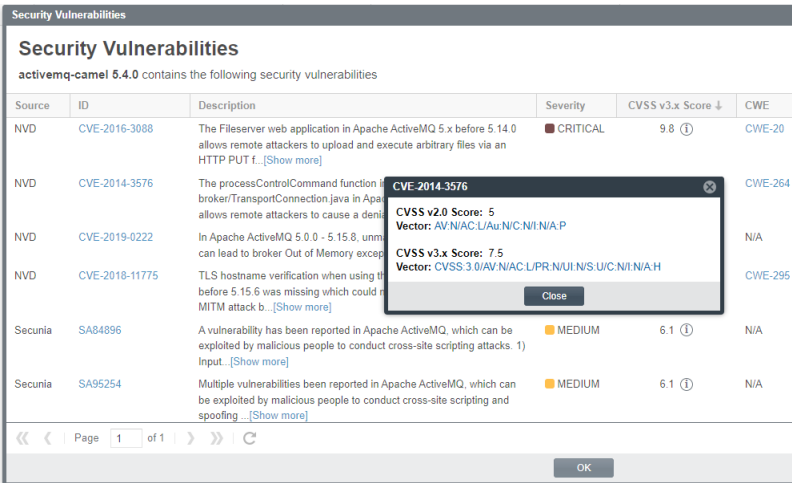 Security Vulnerabilities
Security Vulnerabilities
activemq-camel 5.4.0 contains the following security vulnerabilities
Source ID Description Severity CVSS v3.x Score CWE
NVD CVE-2016-3088 The Fileserver web application in Apache ActiveMQ 5.x before 5.14.0 CRITICAL 9.8 CWE-20
allows remote attackers to upload and execute arbitrary files via an
HTTP PUT f...[Show more]
NVD CVE-2014-3576 The processControlCommand function CWE-264
broker/TransportConnection.java in
allows remote attackers to cause a
NVD CVE-2019-0222 In Apache ActiveMQ 5.0.0 - 5.15.8, N/A
can lead to broker Out of Memory
NVD CVE-2018-11775 TLS hostname verification when using CWE-295
before 5.15.6 was missing which could
MITM attack b...[Show more]
CVE-2014-3576
CVSS v2.0 Score: 5
Vector: AV:N/AC:L/Au:N/C:N/I:N/A:P
CVSS v3.x Score: 7.5
Vector: CVSS:3.0/AV:N/AC:L/PR:N/UI:N/S:U/C:N/I:N/A:H
Close
Secunia SA84896 A vulnerability has been reported in Apache ActiveMQ, which can be MEDIUM 6.1 N/A
exploited by malicious people to conduct cross-site scripting attacks. 1)
Input...[Show more]
Secunia SA95254 Multiple vulnerabilities been reported in Apache ActiveMQ, which can MEDIUM 6.1 N/A
be exploited by malicious people to conduct cross-site scripting and
spoofing ...[Show more]
Page 1 of 1
OK